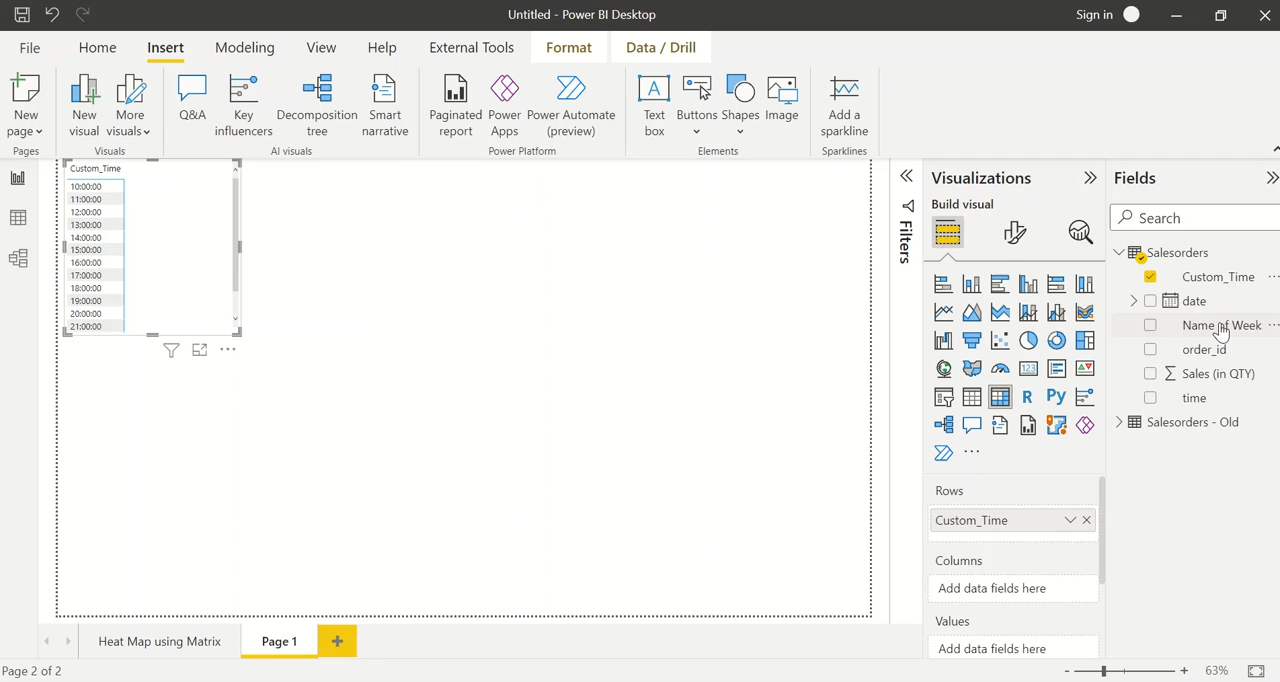 Untitled - Power BI Desktop
Sign in
File Home Insert Modeling View Help External Tools Format Data / Drill
New page
New visual
More visuals
Q&A
Key influencers
Decomposition tree
Smart narrative
Paginated report
Power Apps
Power Automate (preview)
Text box
Buttons
Shapes
Image
Add a sparkline
Pages
Visuals
AI visuals
Power Platform
Elements
Sparklines
Custom_Time
10:00:00
11:00:00
12:00:00
13:00:00
14:00:00
15:00:00
16:00:00
17:00:00
18:00:00
19:00:00
20:00:00
21:00:00
Filters
Visualizations
Build visual
123
R
Py
Rows
Custom_Time
Columns
Add data fields here
Values
Add data fields here
Fields
Search
Salesorders
Custom_Time
date
Name of Week
order_id
Σ Sales (in QTY)
time
Salesorders - Old
Heat Map using Matrix
Page 1
Page 2 of 2
- + 63%